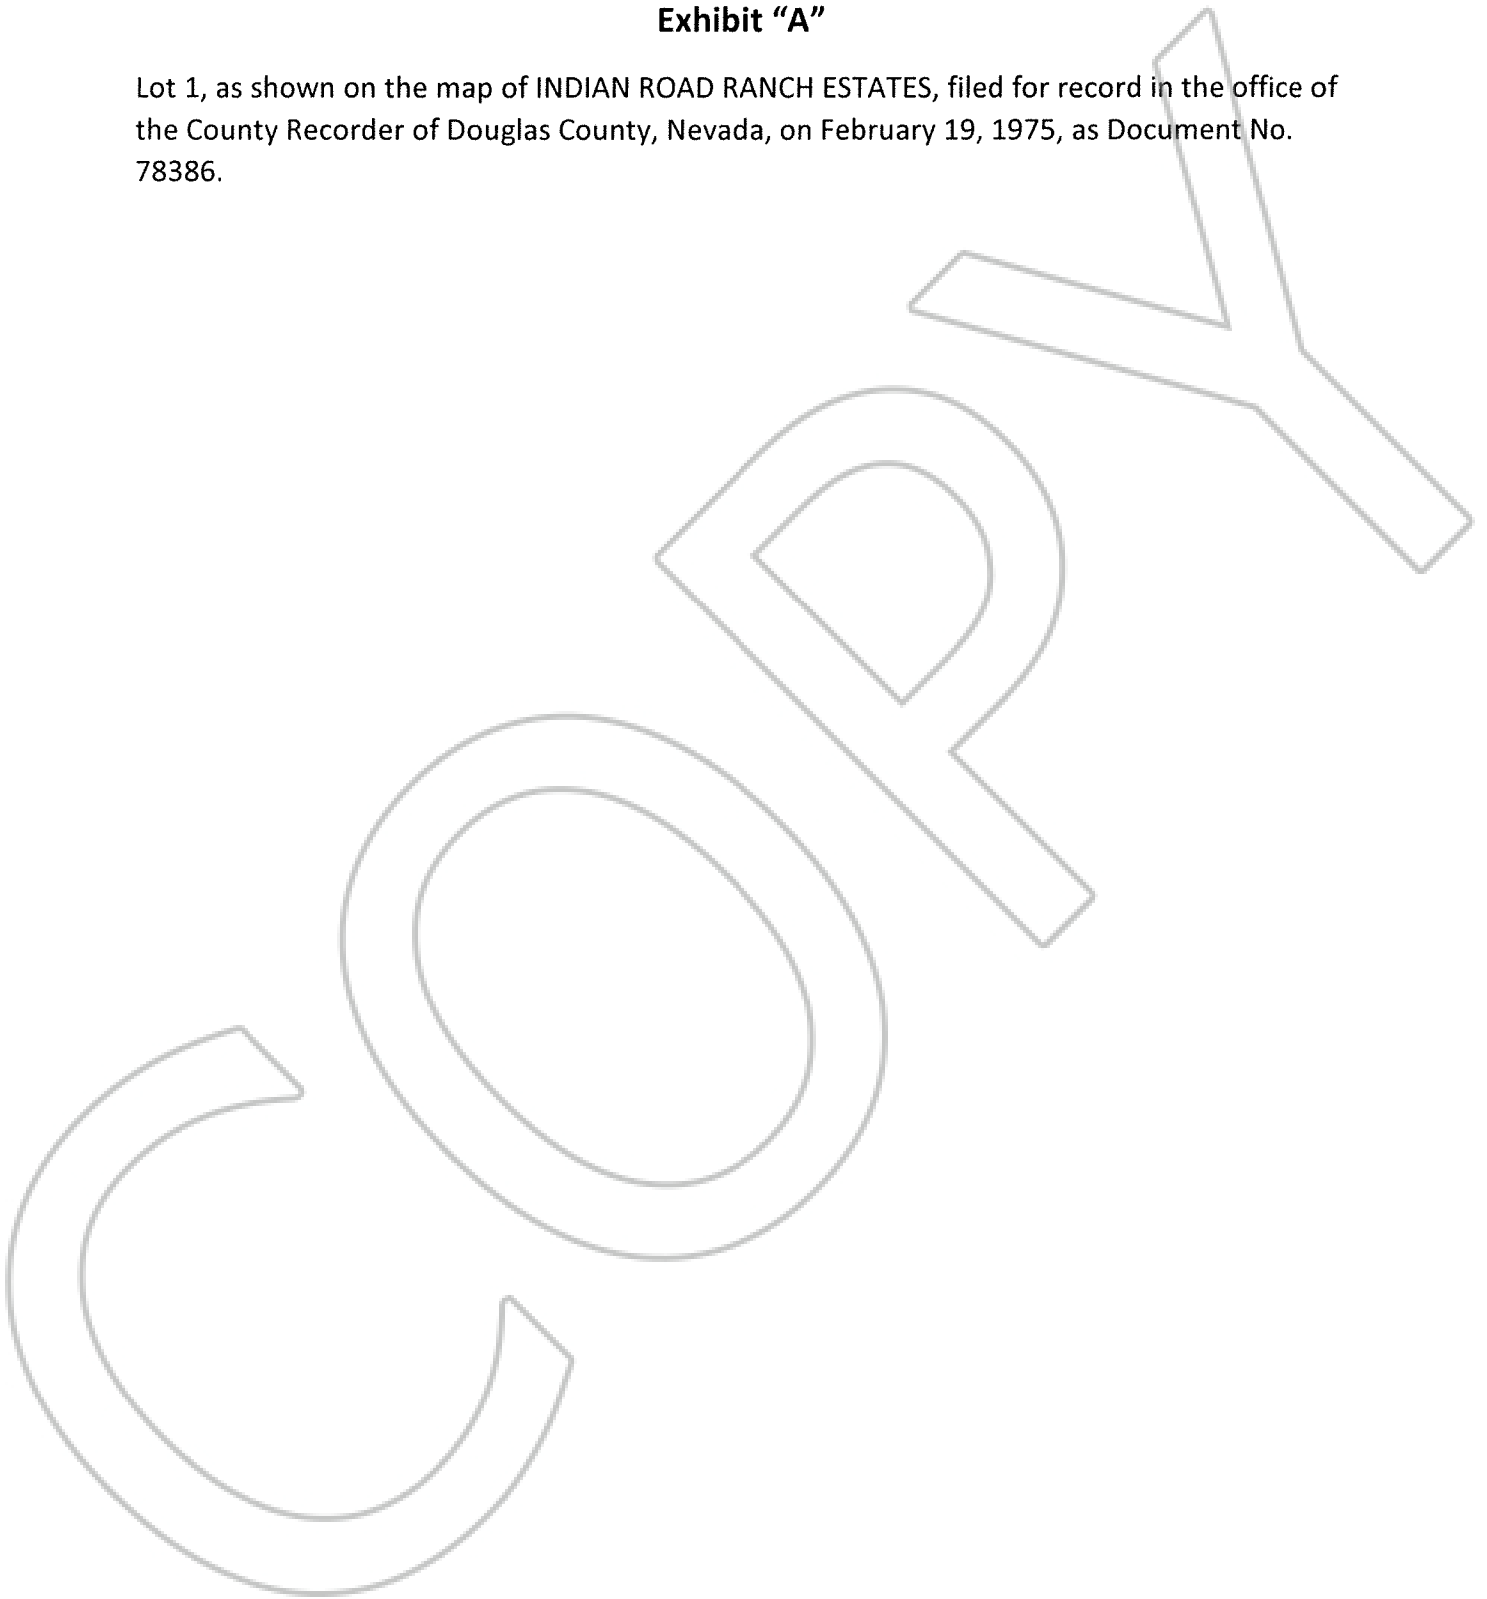 Exhibit “A”
Lot 1, as shown on the map of INDIAN ROAD RANCH ESTATES, filed for record in the office of
the County Recorder of Douglas County, Nevada, on February 19, 1975, as Document No.
78386.
COPY